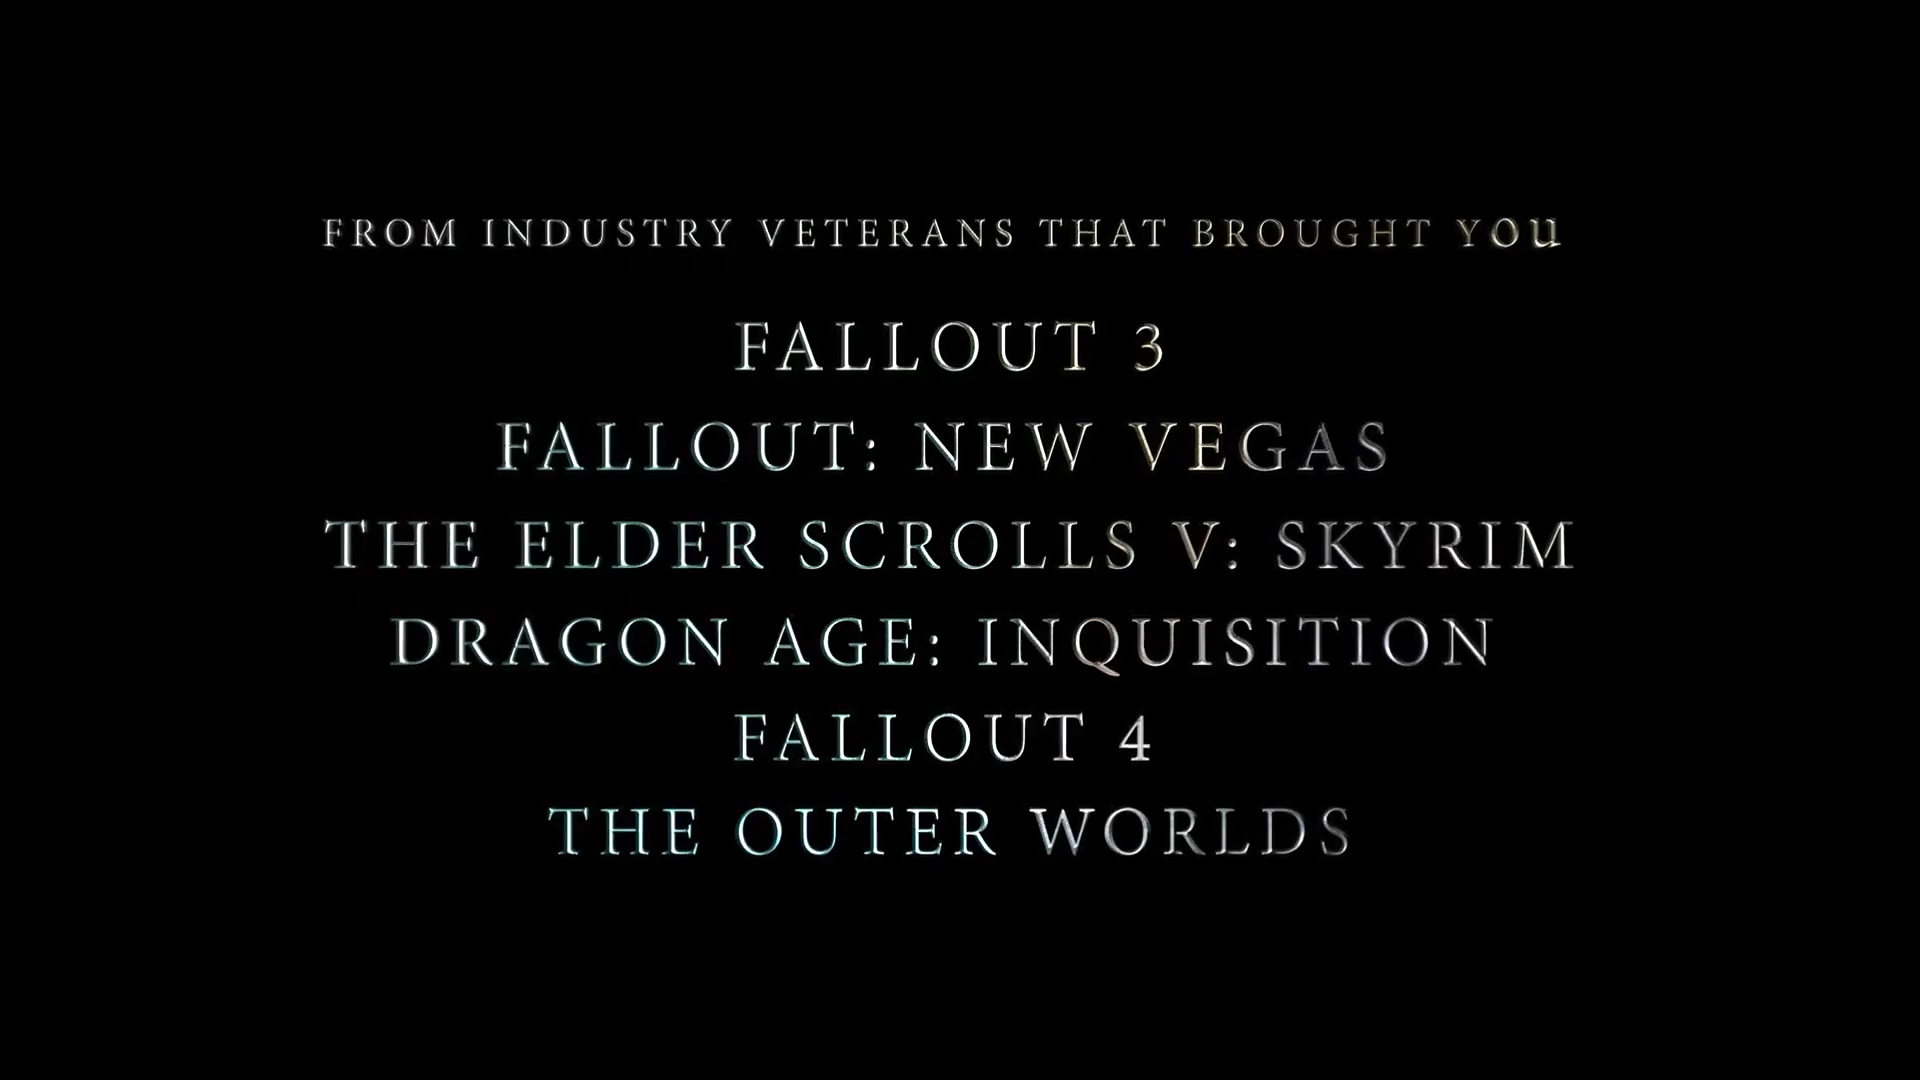 FROM INDUSTRY VETERANS THAT BROUGHT YOU
FALLOUT 3
FALLOUT: NEW VEGAS
THE ELDER SCROLLS V: SKYRIM
DRAGON AGE: INQUISITION
FALLOUT 4
THE OUTER WORLDS